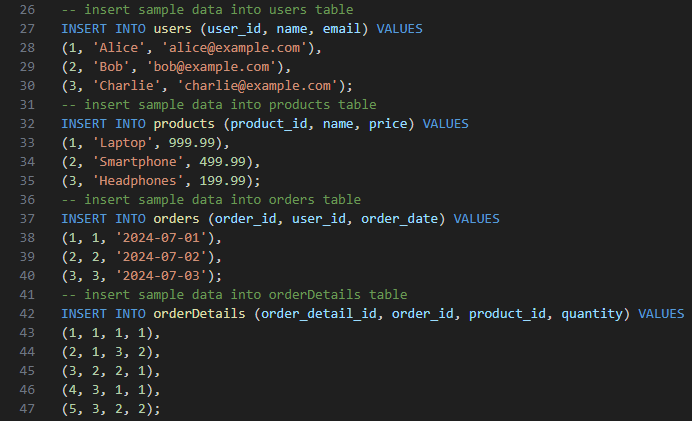 26 -- insert sample data into users table
27 INSERT INTO users (user_id, name, email) VALUES
28 (1, 'Alice', 'alice@example.com'),
29 (2, 'Bob', 'bob@example.com'),
30 (3, 'Charlie', 'charlie@example.com');
31 -- insert sample data into products table
32 INSERT INTO products (product_id, name, price) VALUES
33 (1, 'Laptop', 999.99),
34 (2, 'Smartphone', 499.99),
35 (3, 'Headphones', 199.99);
36 -- insert sample data into orders table
37 INSERT INTO orders (order_id, user_id, order_date) VALUES
38 (1, 1, '2024-07-01'),
39 (2, 2, '2024-07-02'),
40 (3, 3, '2024-07-03');
41 -- insert sample data into orderDetails table
42 INSERT INTO orderDetails (order_detail_id, order_id, product_id, quantity) VALUES
43 (1, 1, 1, 1),
44 (2, 1, 3, 2),
45 (3, 2, 2, 1),
46 (4, 3, 1, 1),
47 (5, 3, 2, 2);